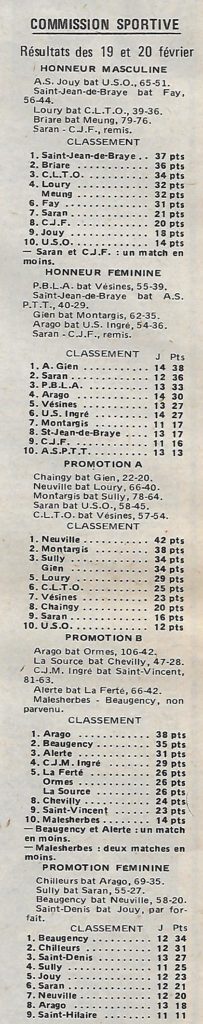 COMMISSION SPORTIVE
Résultats des 19 et 20 février
HONNEUR MASCULINE
A.S. Jouy bat U.S.O., 65-51.
Saint-Jean-de-Braye bat Fay,
56-44.
Loury bat C.L.T.O., 39-36.
Briare bat Meung, 79-76.
Saran - C.J.F., remis.
CLASSEMENT
1. Saint-Jean-de-Braye .. 37 pts
2. Briare ................ 36 pts
3. C.L.T.O. .............. 34 pts
4. Loury ................. 32 pts
Meung ................. 32 pts
6. Fay ................... 31 pts
7. Saran ................. 21 pts
8. C.J.F. ................ 20 pts
9. Jouy .................. 18 pts
10. U.S.O. ................ 14 pts
— Saran et C.J.F. : un match en
moins.
HONNEUR FÉMININE
P.B.L.A. bat Vésines, 55-39.
Saint-Jean-de-Braye bat A.S.
P.T.T., 40-29.
Gien bat Montargis, 62-35.
Arago bat U.S. Ingré, 54-36.
Saran - C.J.F., remis.
CLASSEMENT J Pts
1. A. Gien ............ 14 38
2. Saran .............. 12 36
3. P.B.L.A. ........... 13 33
4. Arago .............. 14 30
5. Vésines ............ 13 27
6. U.S. Ingré ......... 14 27
7. Montargis .......... 11 17
8. St-Jean-de-Braye ... 13 17
9. C.J.F. ............. 11 16
10. A.S.P.T.T. ......... 13 13
PROMOTION A
Chaingy bat Gien, 22-20.
Neuville bat Loury, 66-40.
Montargis bat Sully, 78-64.
Saran bat U.S.O., 58-45.
C.L.T.O. bat Vésines, 57-54.
CLASSEMENT
1. Neuville .............. 42 pts
2. Montargis ............. 38 pts
3. Sully ................. 34 pts
Gien .................. 34 pts
5. Loury ................. 29 pts
6. C.L.T.O. .............. 25 pts
7. Vésines ............... 23 pts
8. Chaingy ............... 20 pts
9. Saran ................. 16 pts
10. U.S.O. ................ 12 pts
PROMOTION B
Arago bat Ormes, 106-42.
La Source bat Chevilly, 47-28.
C.J.M. Ingré bat Saint-Vincent,
81-63.
Alerte bat La Ferté, 66-42.
Malesherbes - Beaugency, non
parvenu.
CLASSEMENT
1. Arago ................. 38 pts
2. Beaugency ............. 35 pts
3. Alerte ................ 31 pts
4. C.J.M. Ingré .......... 29 pts
5. La Ferté .............. 26 pts
Ormes ................. 26 pts
La Source ............. 26 pts
8. Chevilly .............. 24 pts
9. Saint-Vincent ......... 23 pts
10. Malesherbes ........... 14 pts
— Beaugency et Alerte : un match
en moins.
— Malesherbes : deux matches en
moins.
PROMOTION FÉMININE
Chilleurs bat Arago, 69-35.
Sully bat Saran, 55-27.
Beaugency bat Neuville, 58-20.
Saint-Denis bat Jouy, par for-
fait.
CLASSEMENT J Pts
1. Beaugency .......... 12 34
2. Chilleurs .......... 12 31
3. Saint-Denis ........ 13 27
4. Sully .............. 11 25
5. Jouy ............... 12 23
6. Saran .............. 12 21
7. Neuville ........... 12 20
8. Arago .............. 13 18
9. Saint-Hilaire ...... 11 11